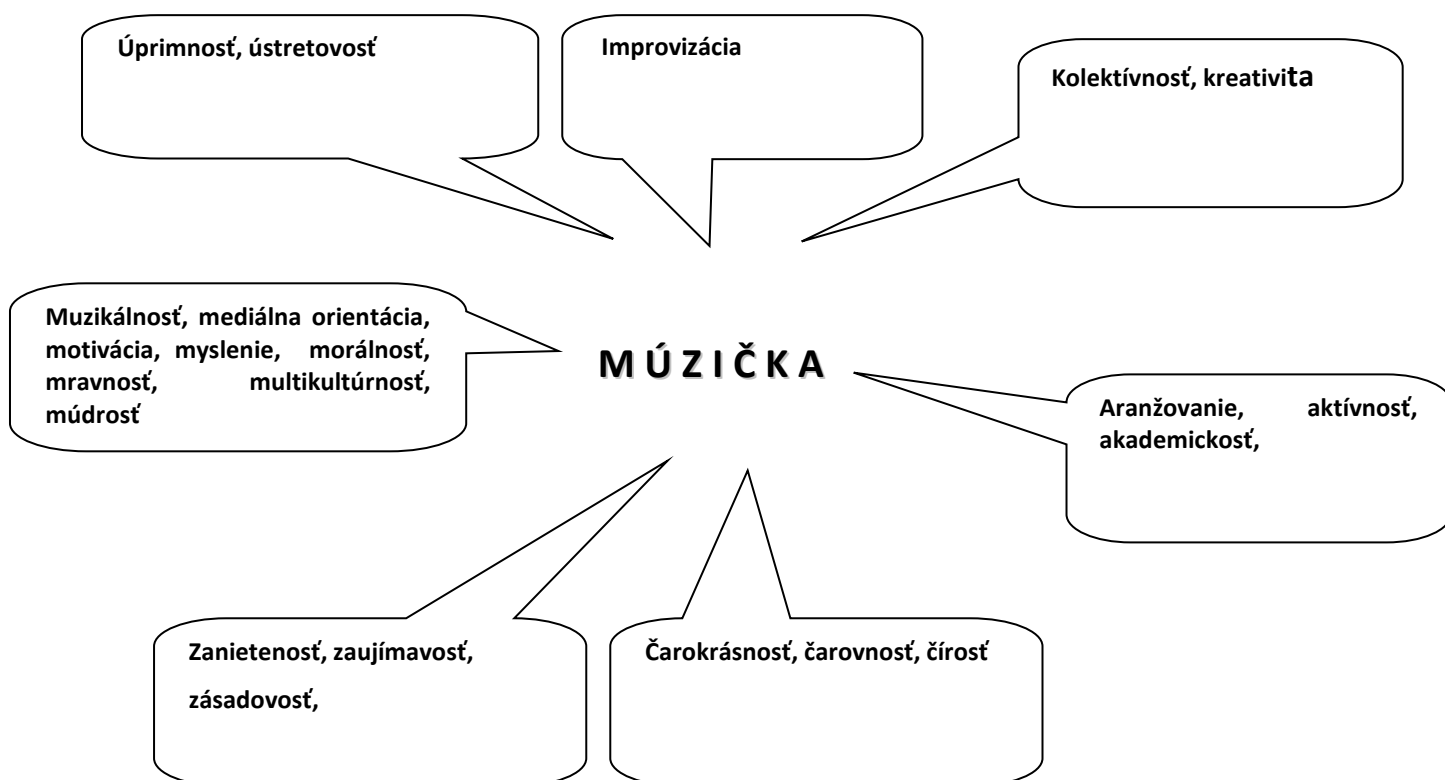 Úprimnosť, ústretovosť
Improvizácia
Kolektívnosť, kreativita
Muzikálnosť, mediálna orientácia,
motivácia, myslenie, morálnosť,
mravnosť, multikultúrnosť,
múdrosť
M Ú Z I Č K A
Aranžovanie, aktívnosť,
akademickosť,
Zanietenosť, zaujímavosť,
zásadovosť,
Čarokrásnosť, čarovnosť, čírosť